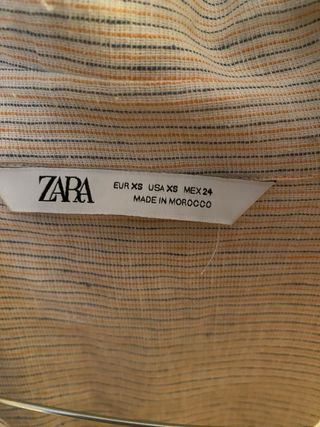 ZARA
EUR XS USA XS MEX 24
MADE IN MOROCCO